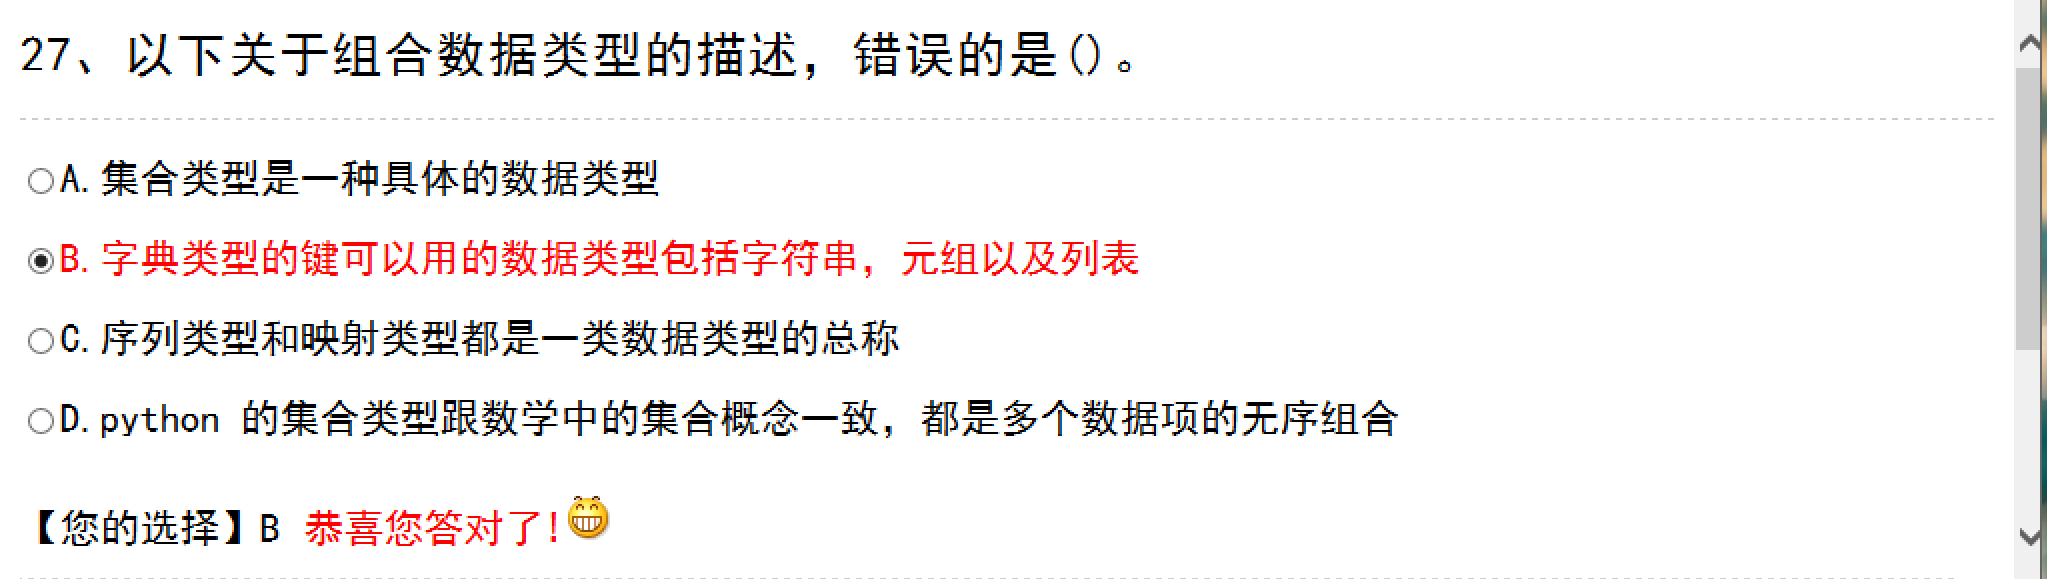 27、以下关于组合数据类型的描述，错误的是()。
A.集合类型是一种具体的数据类型
B.字典类型的键可以用的数据类型包括字符串，元组以及列表
C.序列类型和映射类型都是一类数据类型的总称
D.python 的集合类型跟数学中的集合概念一致，都是多个数据项的无序组合
【您的选择】B 恭喜您答对了!